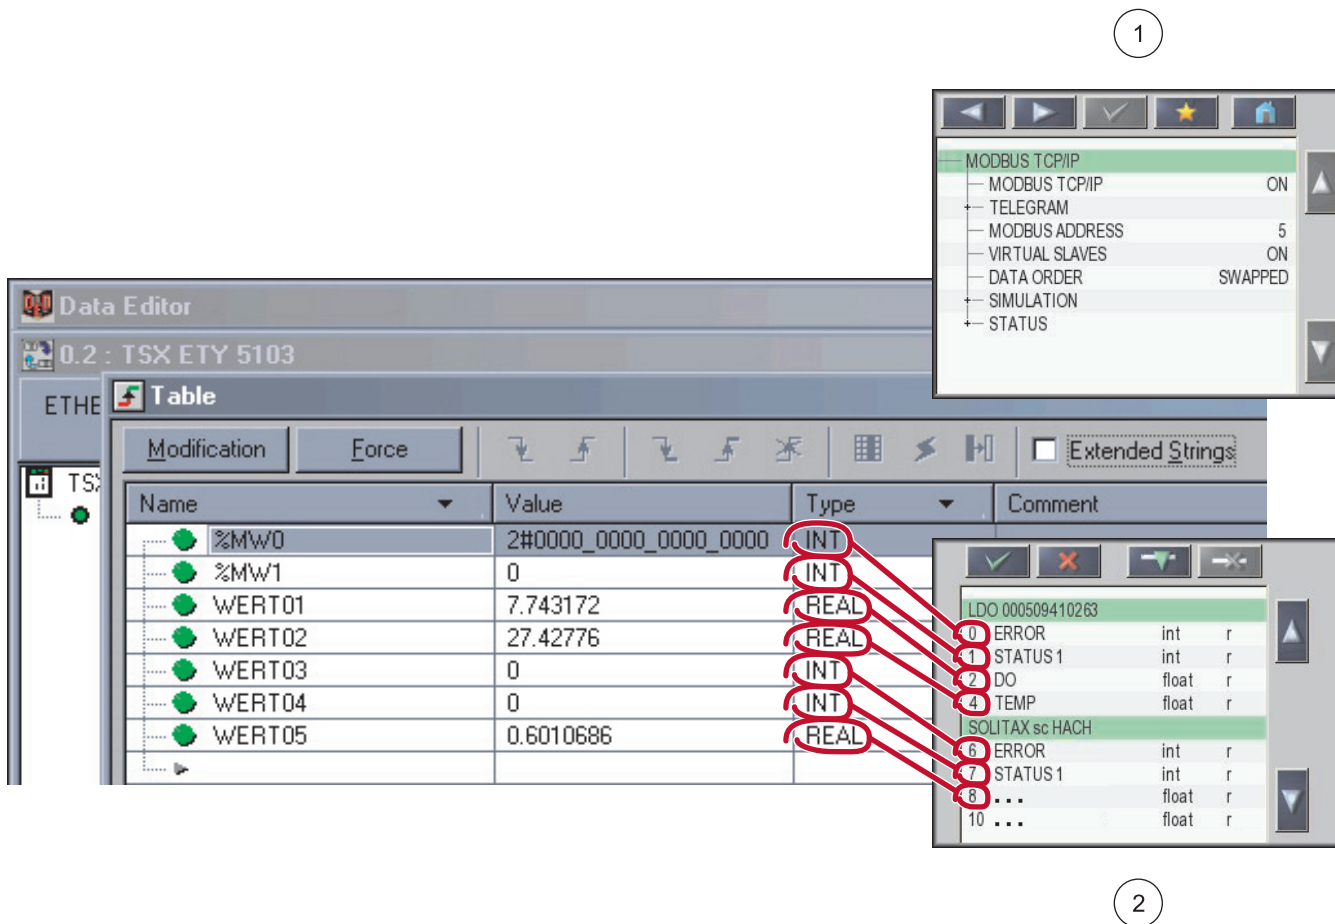 1
MODBUS TCP/IP
MODBUS TCP/IP ON
TELEGRAM
MODBUS ADDRESS 5
VIRTUAL SLAVES ON
DATA ORDER SWAPPED
SIMULATION
STATUS
Data Editor
0.2 : TSX ETY 5103
ETHE
Table
Modification Force Extended Strings
TSX
Name Value Type Comment
%MW0 2#0000_0000_0000_0000 INT
%MW1 0 INT
WERT01 7.743172 REAL
WERT02 27.42776 REAL
WERT03 0 INT
WERT04 0 INT
WERT05 0.6010686 REAL
LDO 000509410263
0 ERROR int r
1 STATUS 1 int r
2 DO float r
4 TEMP float r
SOLITAX sc HACH
6 ERROR int r
7 STATUS 1 int r
8 ... float r
10 ... float r
2